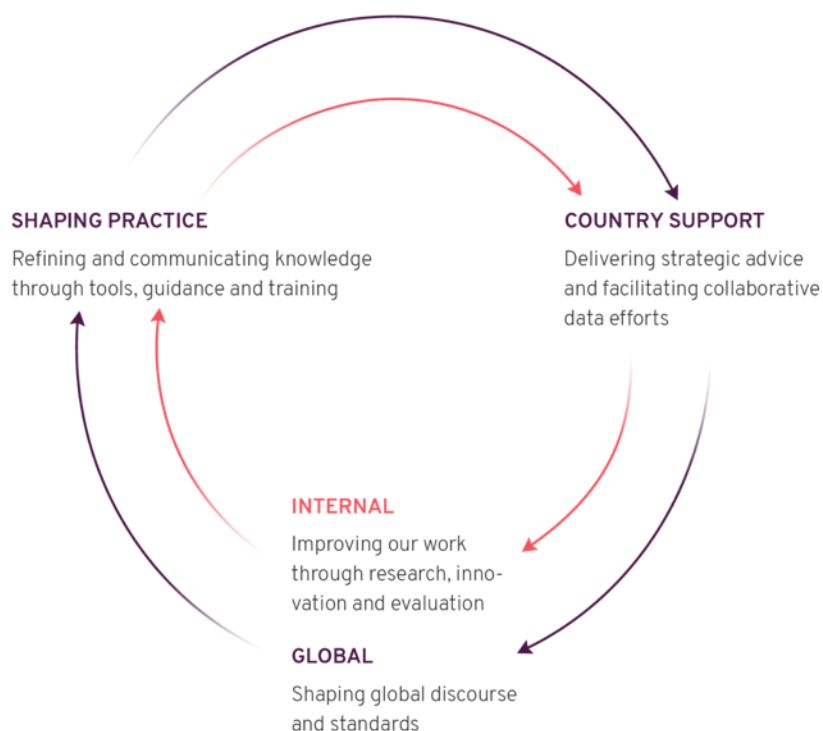 SHAPING PRACTICE
Refining and communicating knowledge
through tools, guidance and training
COUNTRY SUPPORT
Delivering strategic advice
and facilitating collaborative
data efforts
INTERNAL
Improving our work
through research, inno-
vation and evaluation
GLOBAL
Shaping global discourse
and standards